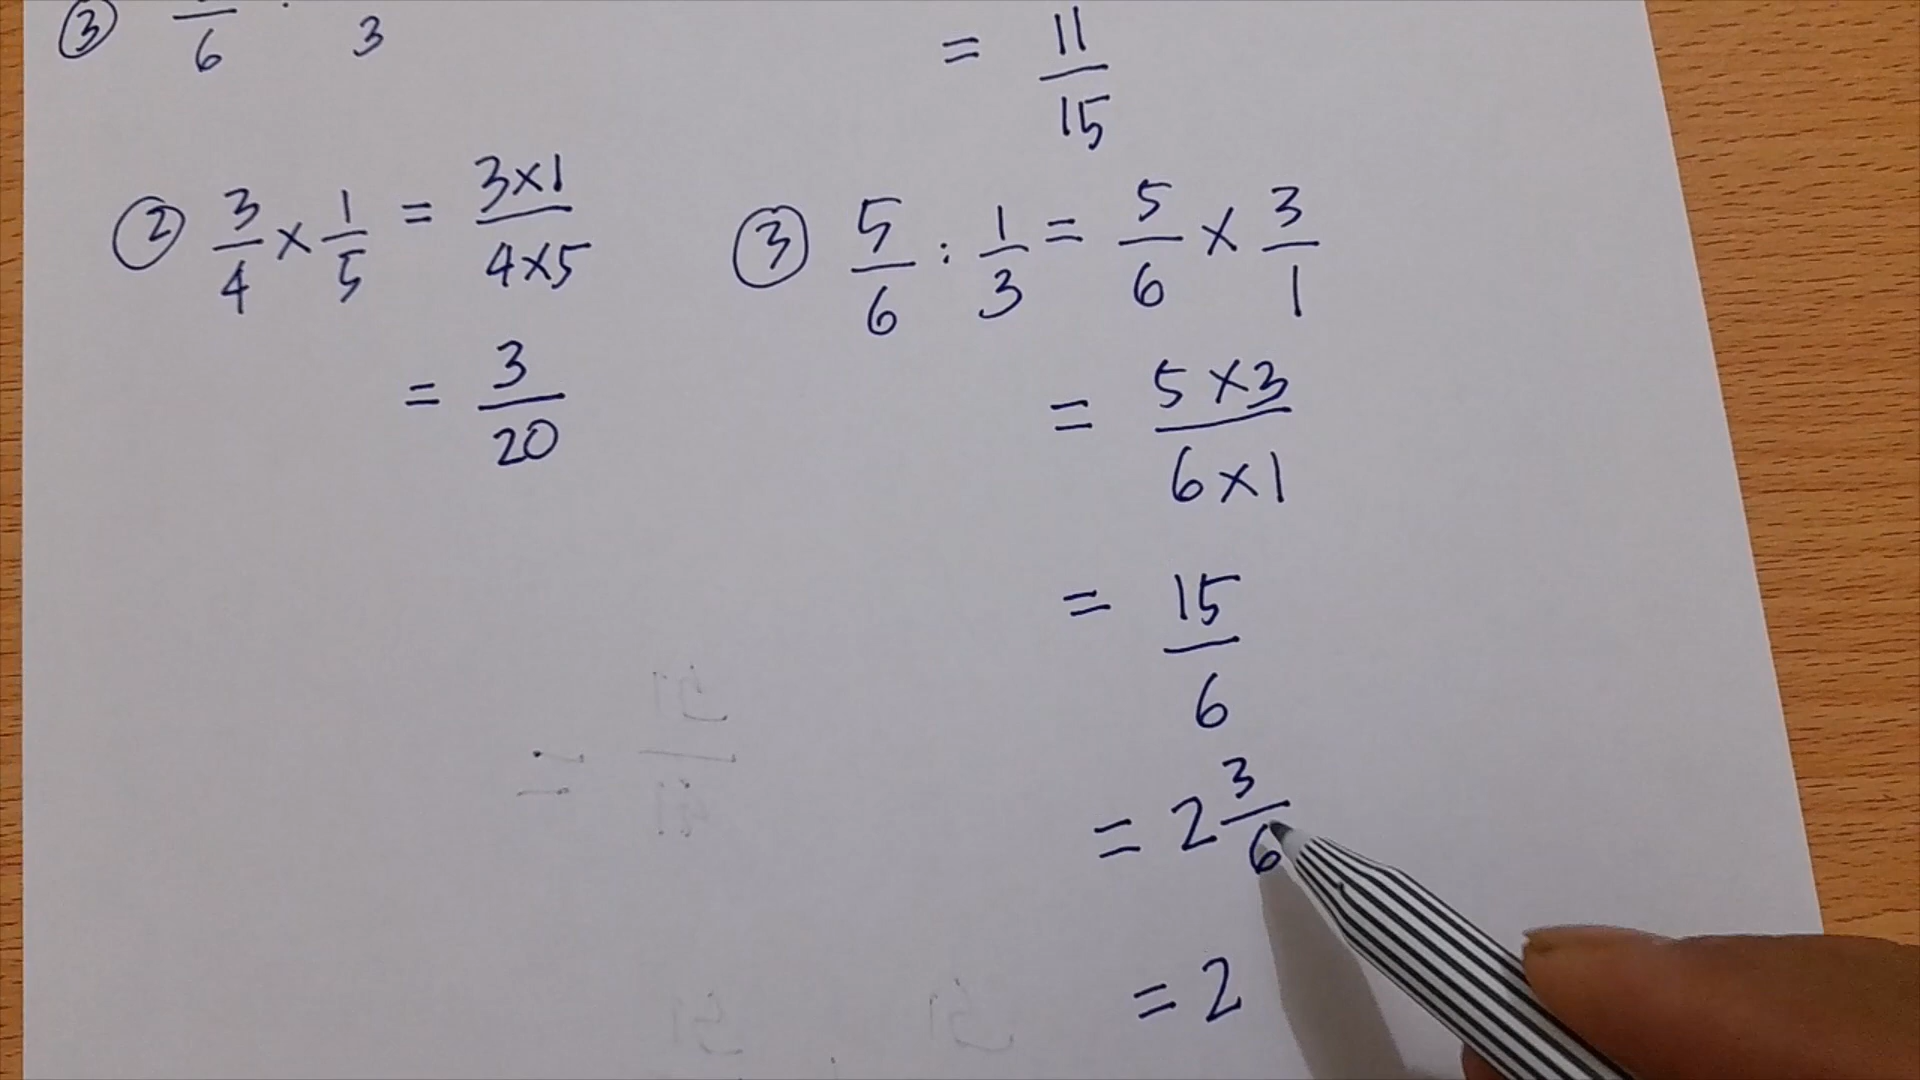 ③ 6 : 3
= 11/15
② 3/4 × 1/5 = 3×1/4×5
= 3/20
③ 5/6 : 1/3 = 5/6 × 3/1
= 5×3/6×1
= 15/6
= 2 3/6
= 2